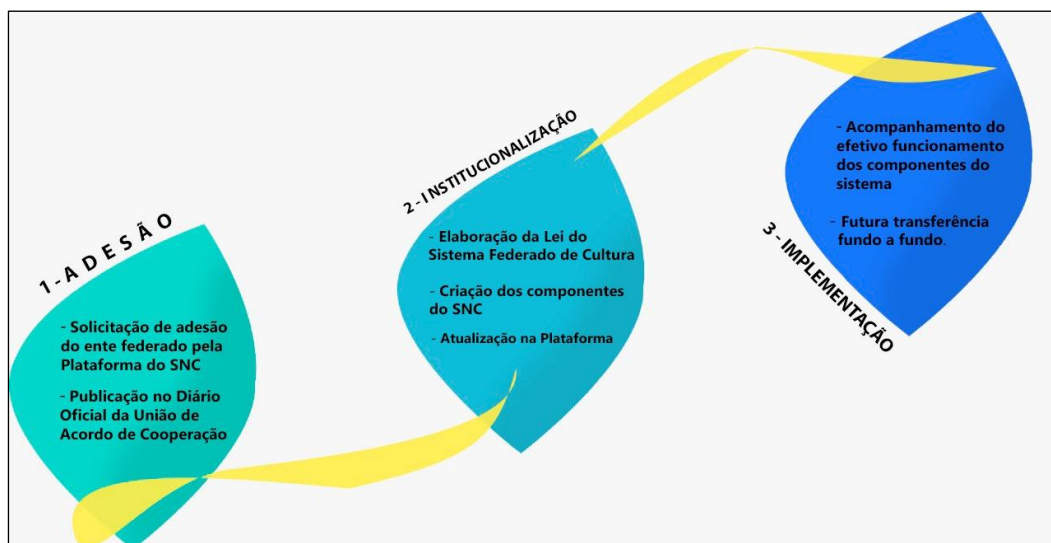 1 - ADESÃO
- Solicitação de adesão
do ente federado pela
Plataforma do SNC
- Publicação no Diário
Oficial da União de
Acordo de Cooperação
2 - INSTITUCIONALIZAÇÃO
- Elaboração da Lei do
Sistema Federado de Cultura
- Criação dos componentes
do SNC
- Atualização na Plataforma
3 - IMPLEMENTAÇÃO
- Acompanhamento do
efetivo funcionamento
dos componentes do
sistema
- Futura transferência
fundo a fundo.